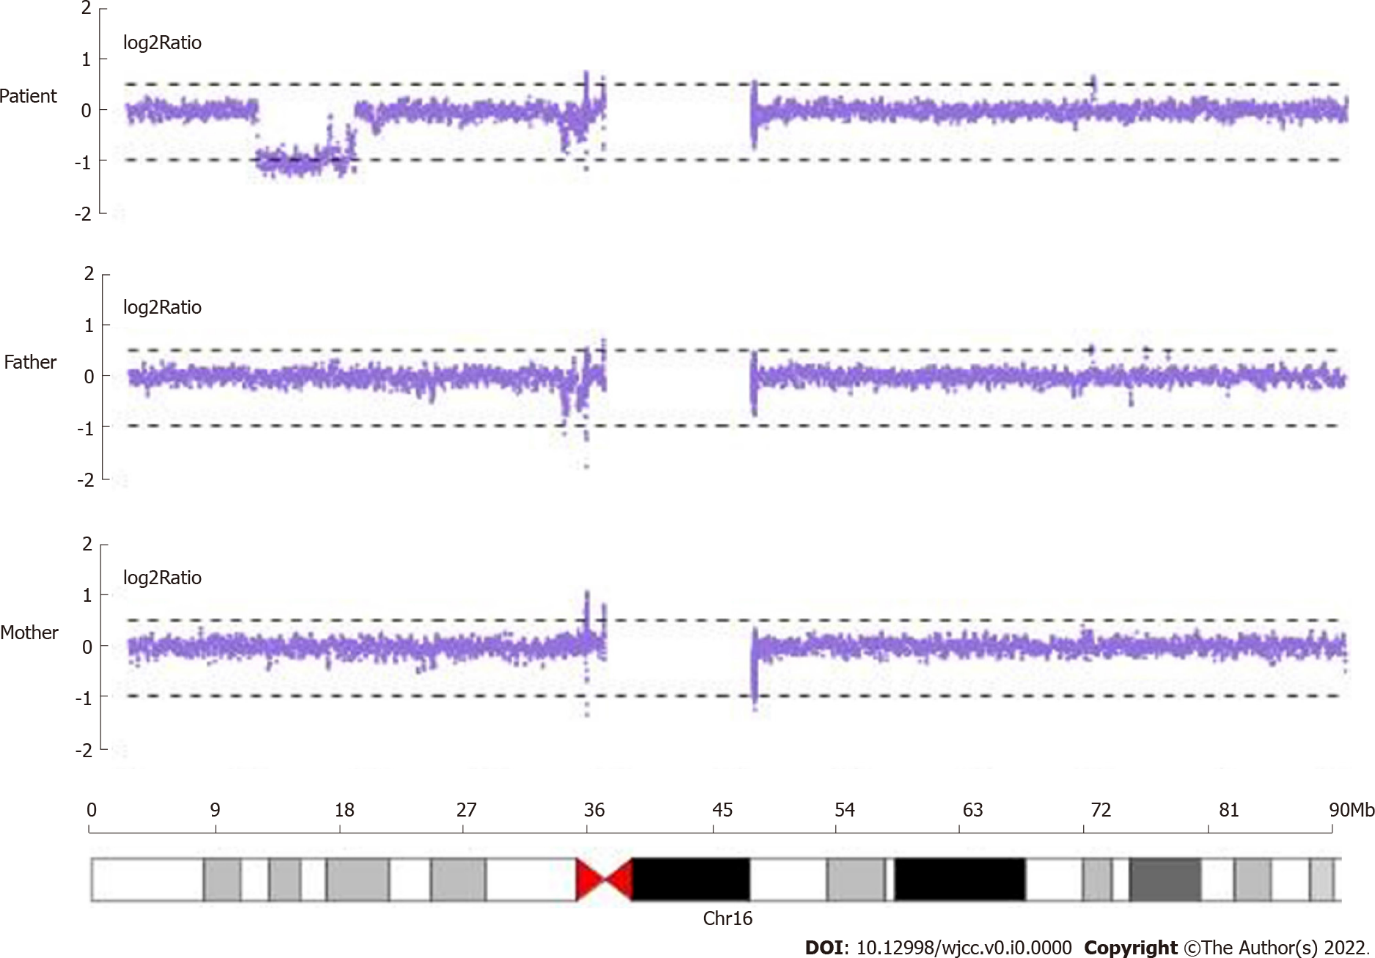 2
log2Ratio
1
Patient
0
-1
-2
2
log2Ratio
1
Father
0
-1
-2
2
log2Ratio
1
Mother
0
-1
-2
0 9 18 27 36 45 54 63 72 81 90Mb
Chr16
DOI: 10.12998/wjcc.v0.i0.0000 Copyright ©The Author(s) 2022.